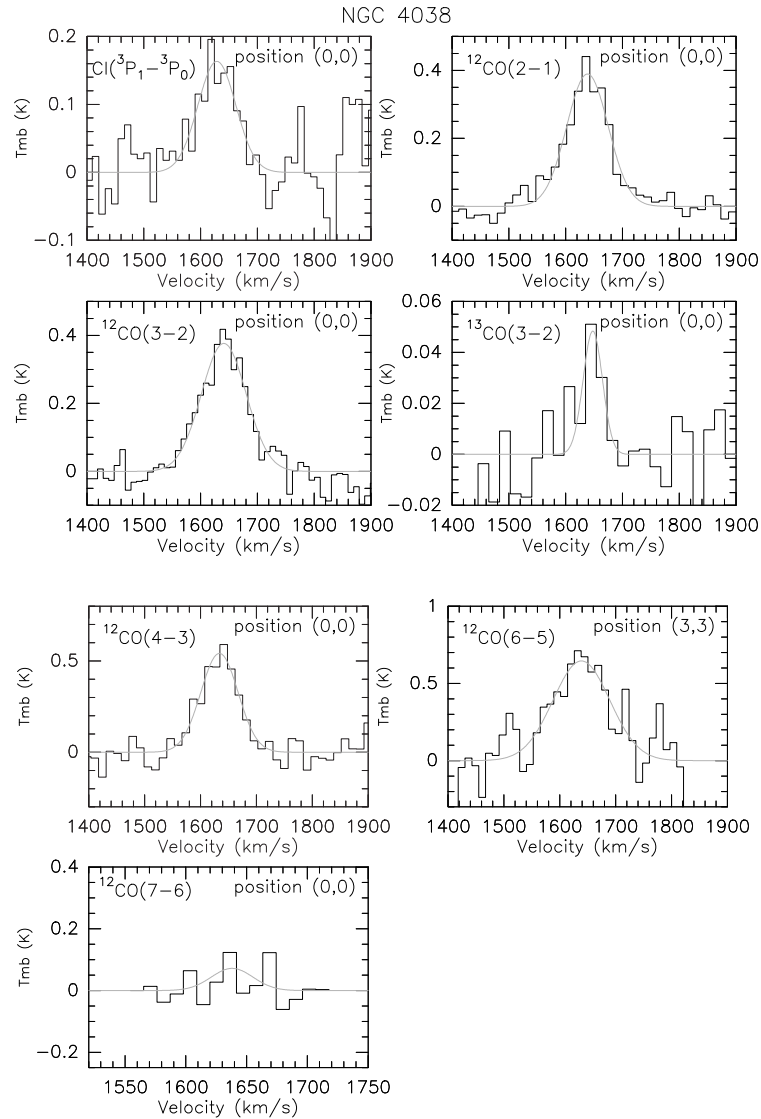 NGC 4038
CI(³P₁−³P₀) position (0,0)
Tmb (K)
0.2
0.1
0
−0.1
1400 1500 1600 1700 1800 1900
Velocity (km/s)
¹²CO(2−1) position (0,0)
Tmb (K)
0.4
0.2
0
1400 1500 1600 1700 1800 1900
Velocity (km/s)
¹²CO(3−2) position (0,0)
Tmb (K)
0.4
0.2
0
1400 1500 1600 1700 1800 1900
Velocity (km/s)
¹³CO(3−2) position (0,0)
Tmb (K)
0.06
0.04
0.02
0
−0.02
1400 1500 1600 1700 1800 1900
Velocity (km/s)
¹²CO(4−3) position (0,0)
Tmb (K)
0.5
0
1400 1500 1600 1700 1800 1900
Velocity (km/s)
¹²CO(6−5) position (3,3)
Tmb (K)
1
0.5
0
1400 1500 1600 1700 1800 1900
Velocity (km/s)
¹²CO(7−6) position (0,0)
Tmb (K)
0.4
0.2
0
−0.2
1550 1600 1650 1700 1750
Velocity (km/s)